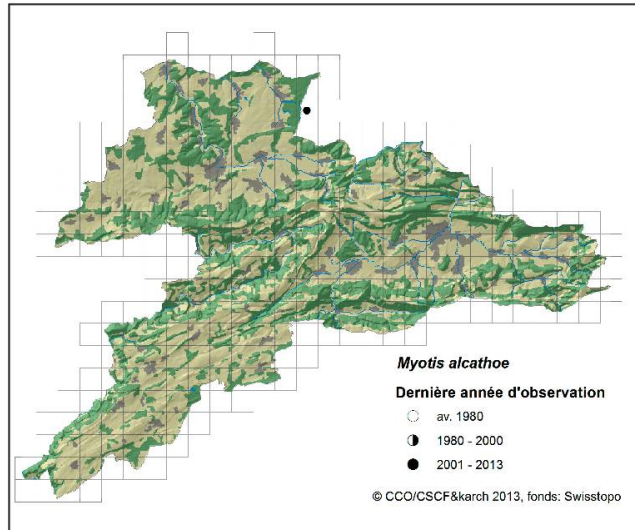 Myotis alcathoe
Dernière année d'observation
av. 1980
1980 - 2000
2001 - 2013
© CCO/CSCF&karch 2013, fonds: Swisstopo